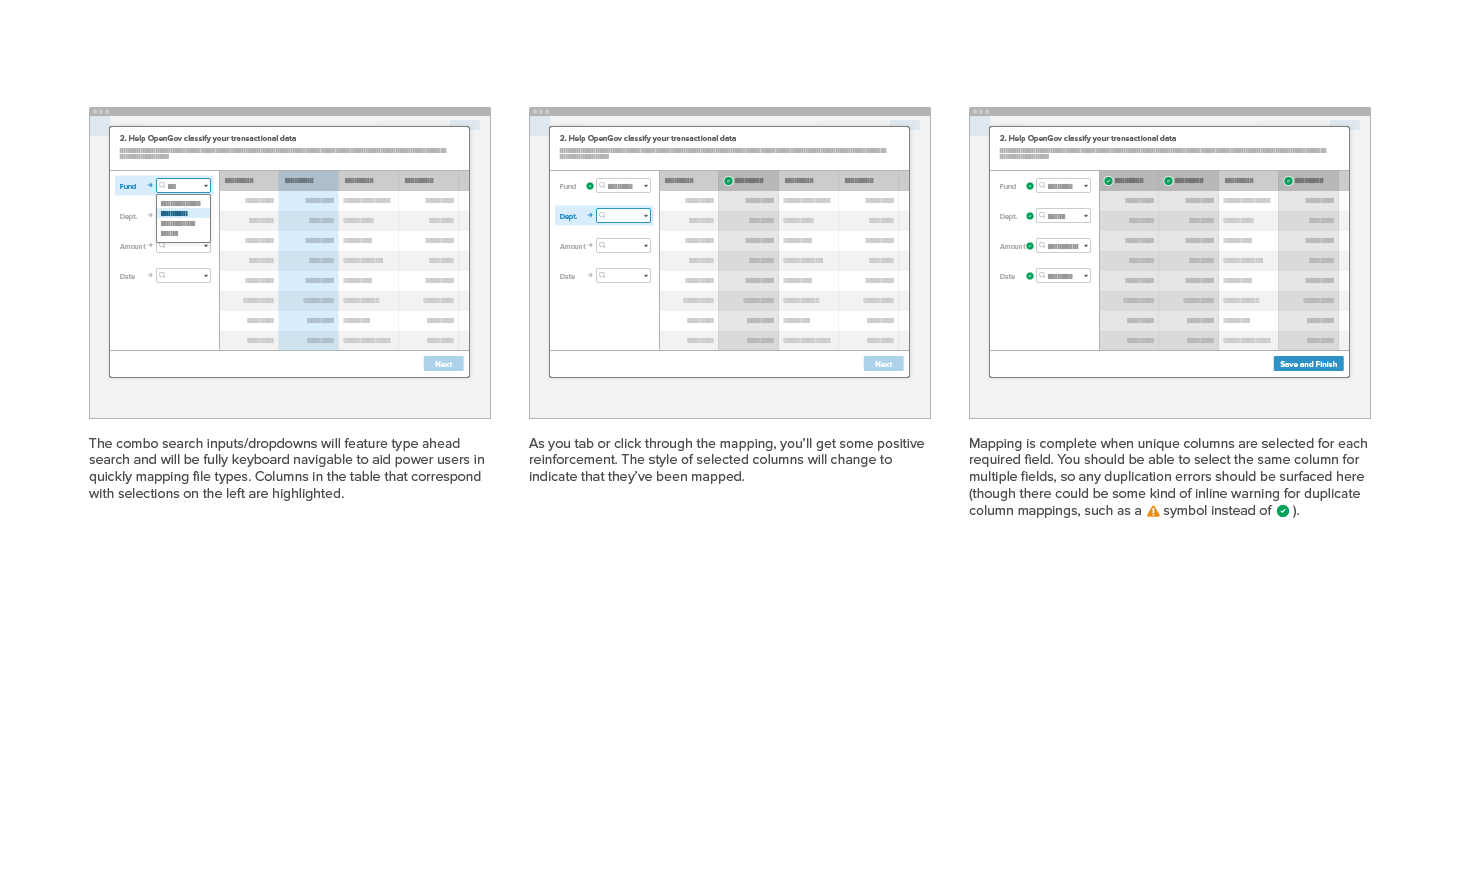 2. Help OpenGov classify your transactional data
Fund
Dept.
Amount
Date
Next
The combo search inputs/dropdowns will feature type ahead
search and will be fully keyboard navigable to aid power users in
quickly mapping file types. Columns in the table that correspond
with selections on the left are highlighted.
2. Help OpenGov classify your transactional data
Fund
Dept.
Amount
Date
Next
As you tab or click through the mapping, you’ll get some positive
reinforcement. The style of selected columns will change to
indicate that they’ve been mapped.
2. Help OpenGov classify your transactional data
Fund
Dept.
Amount
Date
Save and Finish
Mapping is complete when unique columns are selected for each
required field. You should be able to select the same column for
multiple fields, so any duplication errors should be surfaced here
(though there could be some kind of inline warning for duplicate
column mappings, such as a symbol instead of ).